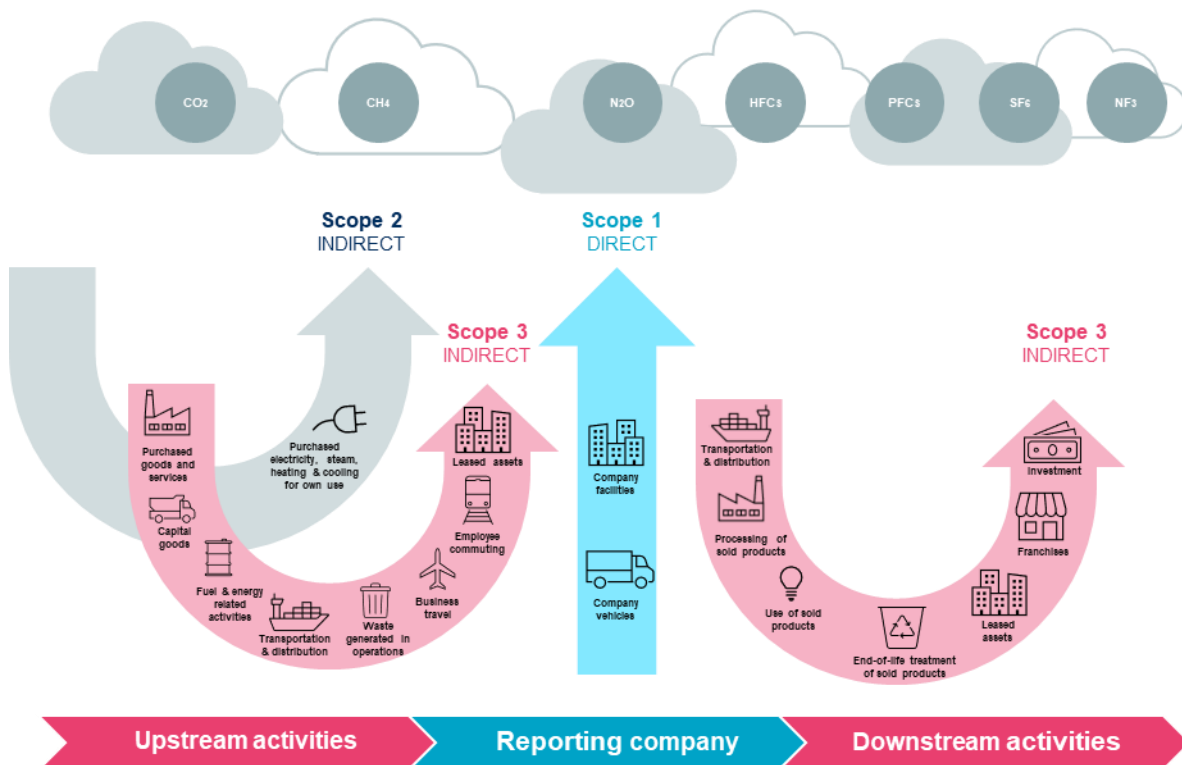 CO2
CH4
N2O
HFCS
PFCS
SF6
NF3
Scope 2
INDIRECT
Scope 1
DIRECT
Scope 3
INDIRECT
Scope 3
INDIRECT
Purchased
goods and
services
Capital
goods
Fuel & energy
related
activities
Transportation
& distribution
Waste
generated in
operations
Business
travel
Employee
commuting
Leased assets
Purchased
electricity, steam,
heating & cooling
for own use
Company
facilities
Company
vehicles
Transportation
& distribution
Processing of
sold products
Use of sold
products
End-of-life treatment
of sold products
Leased
assets
Franchises
Investment
Upstream activities
Reporting company
Downstream activities